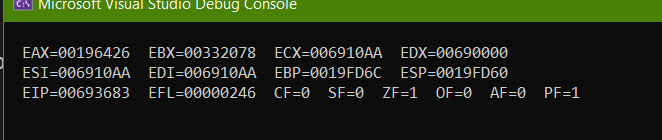 Microsoft Visual Studio Debug Console
EAX=00196426 EBX=00332078 ECX=006910AA EDX=00690000
ESI=006910AA EDI=006910AA EBP=0019FD6C ESP=0019FD60
EIP=00693683 EFL=00000246 CF=0 SF=0 ZF=1 OF=0 AF=0 PF=1